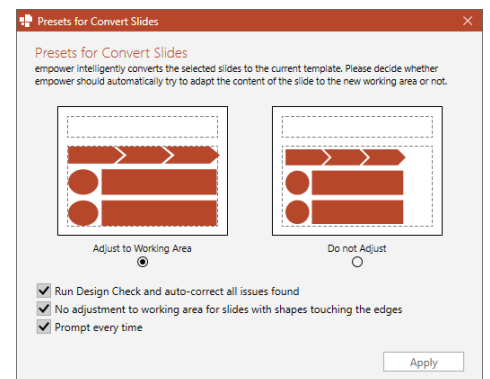 Presets for Convert Slides
Presets for Convert Slides
empower intelligently converts the selected slides to the current template. Please decide whether
empower should automatically try to adapt the content of the slide to the new working area or not.
Adjust to Working Area
Do not Adjust
Run Design Check and auto-correct all issues found
No adjustment to working area for slides with shapes touching the edges
Prompt every time
Apply